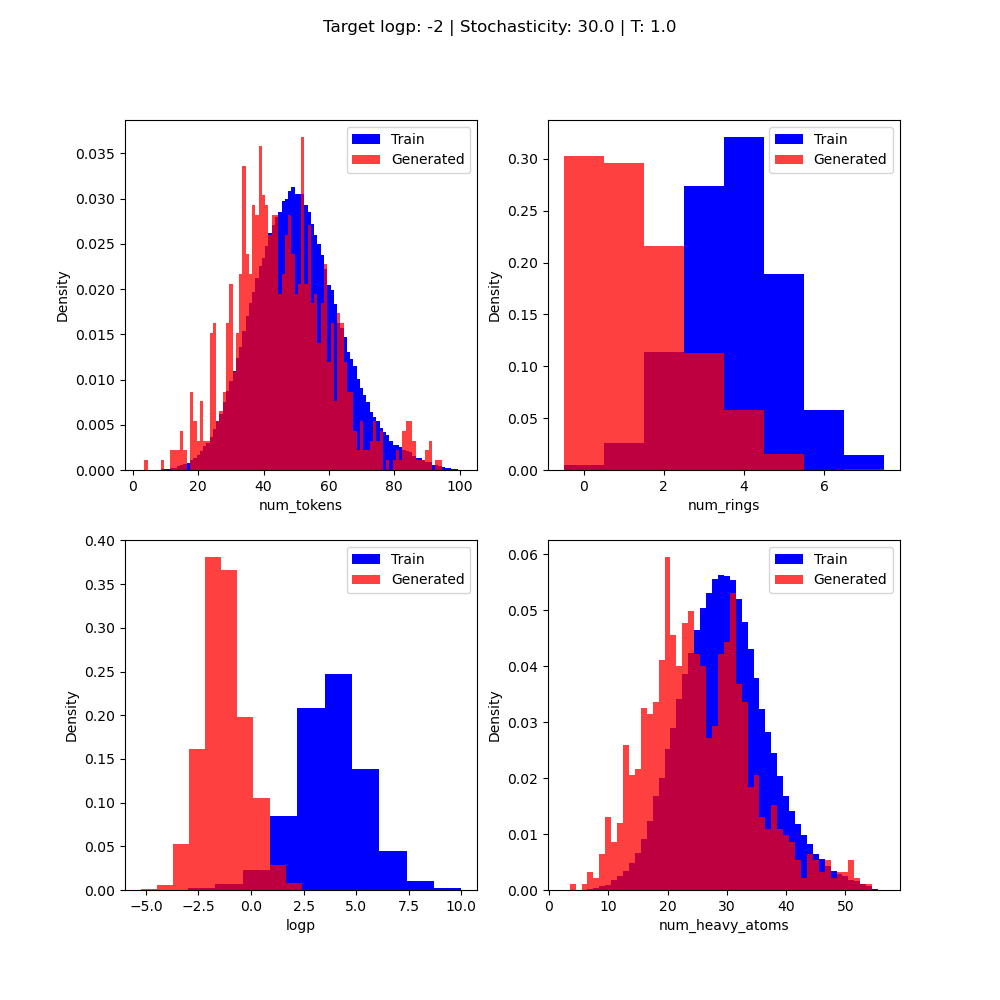 Target logp: -2 | Stochasticity: 30.0 | T: 1.0
Train
Generated
0.035
0.030
0.025
0.020
0.015
0.010
0.005
0.000
Density
0 20 40 60 80 100
num_tokens
Train
Generated
0.30
0.25
0.20
0.15
0.10
0.05
0.00
Density
0 2 4 6
num_rings
Train
Generated
0.40
0.35
0.30
0.25
0.20
0.15
0.10
0.05
0.00
Density
−5.0 −2.5 0.0 2.5 5.0 7.5 10.0
logp
Train
Generated
0.06
0.05
0.04
0.03
0.02
0.01
0.00
Density
0 10 20 30 40 50
num_heavy_atoms